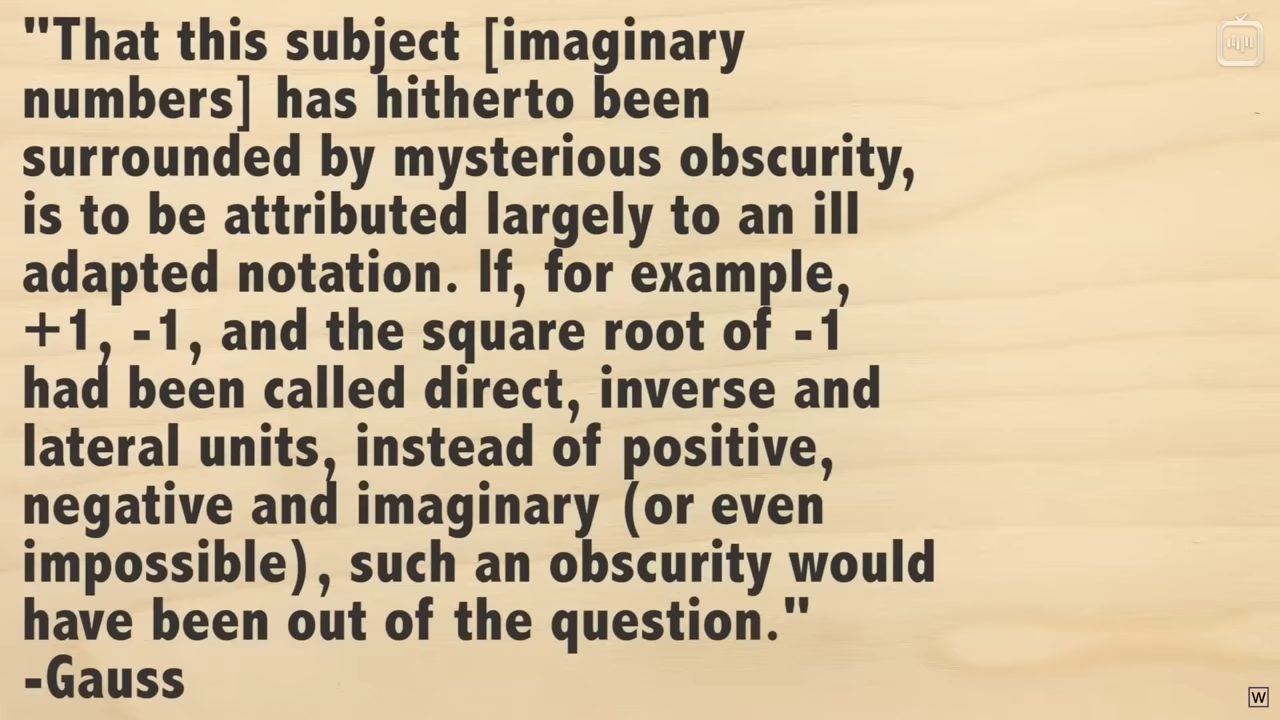 "That this subject [imaginary
numbers] has hitherto been
surrounded by mysterious obscurity,
is to be attributed largely to an ill
adapted notation. If, for example,
+1, -1, and the square root of -1
had been called direct, inverse and
lateral units, instead of positive,
negative and imaginary (or even
impossible), such an obscurity would
have been out of the question."
-Gauss
W